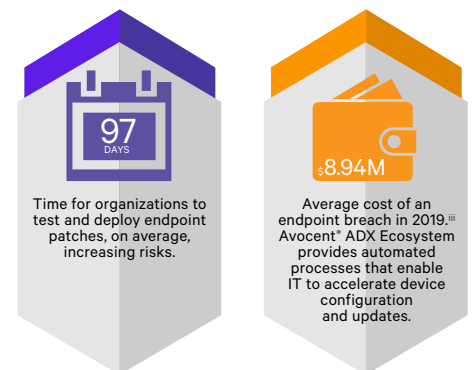 97
DAYS
Time for organizations to
test and deploy endpoint
patches, on average,
increasing risks.
$8.94M
Average cost of an
endpoint breach in 2019.iii
Avocent® ADX Ecosystem
provides automated
processes that enable
IT to accelerate device
configuration
and updates.